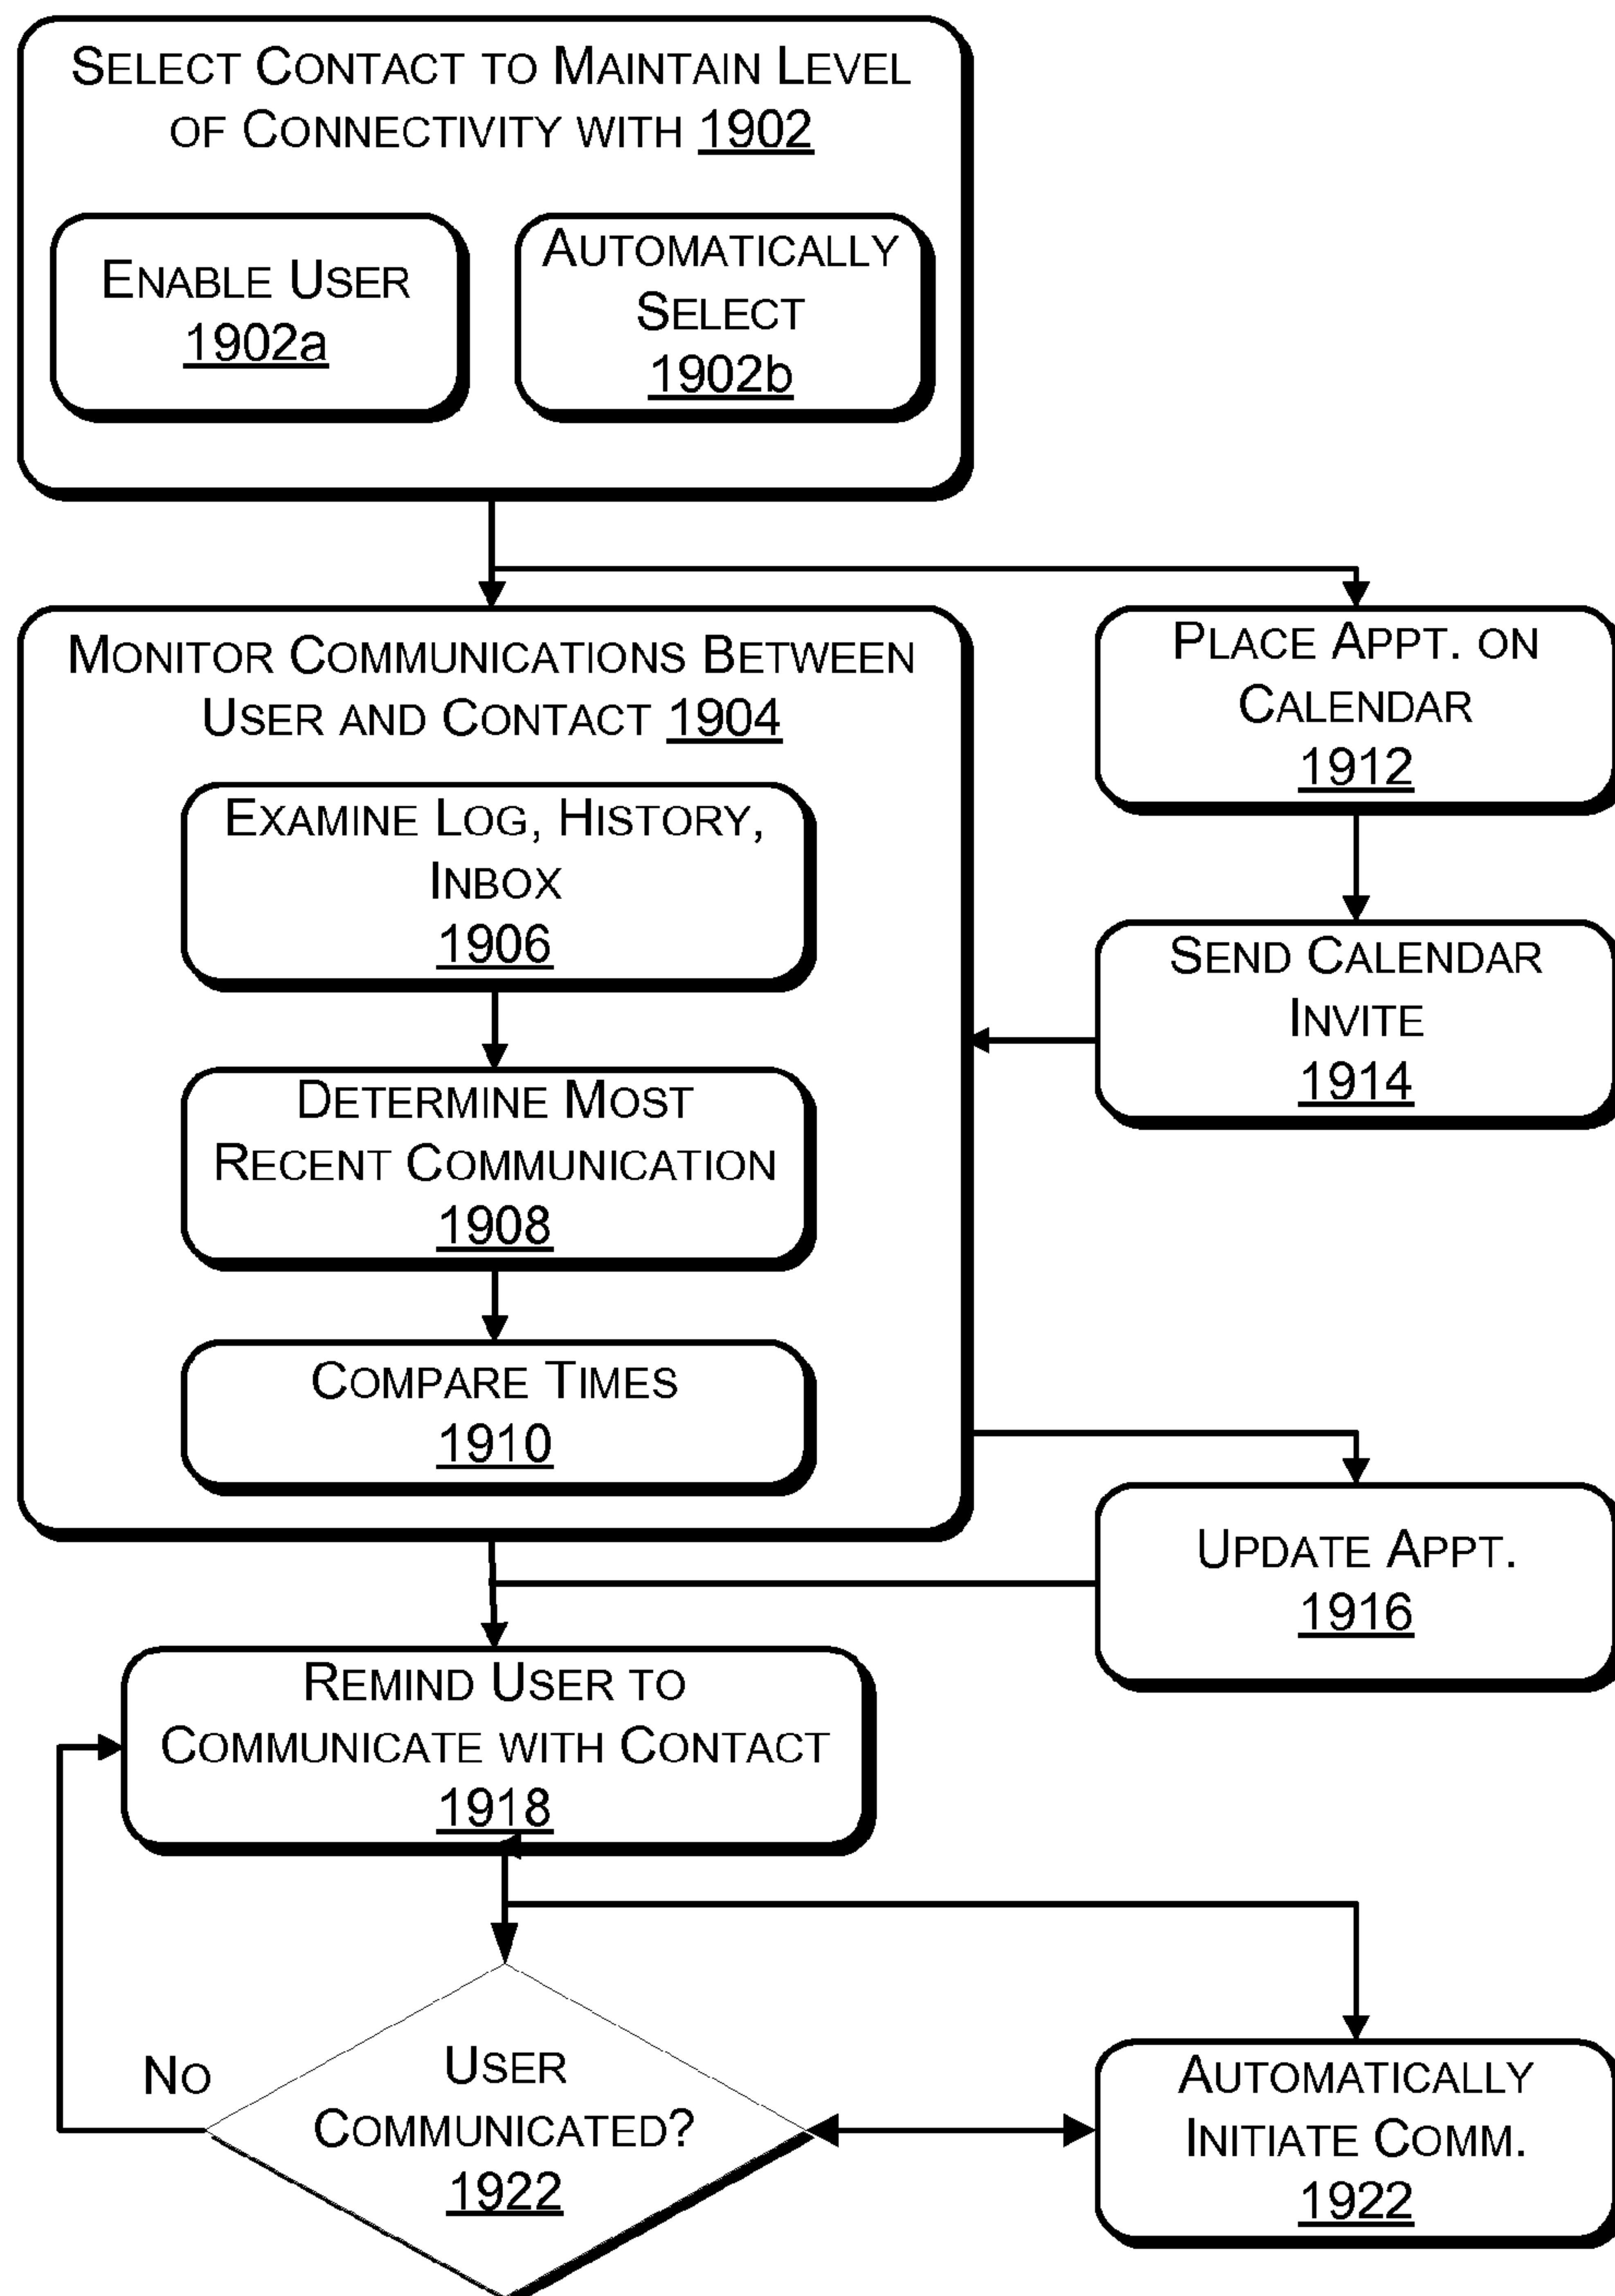 SELECT CONTACT TO MAINTAIN LEVEL
OF CONNECTIVITY WITH 1902
ENABLE USER
1902a
AUTOMATICALLY
SELECT
1902b
MONITOR COMMUNICATIONS BETWEEN
USER AND CONTACT 1904
EXAMINE LOG, HISTORY,
INBOX
1906
DETERMINE MOST
RECENT COMMUNICATION
1908
COMPARE TIMES
1910
PLACE APPT. ON
CALENDAR
1912
SEND CALENDAR
INVITE
1914
UPDATE APPT.
1916
REMIND USER TO
COMMUNICATE WITH CONTACT
1918
NO
USER
COMMUNICATED?
1922
AUTOMATICALLY
INITIATE COMM.
1922